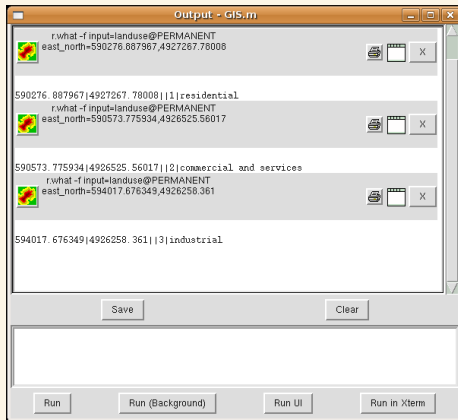 Output - GIS.m
r.what -f input=landuse@PERMANENT
east_north=590276.887967,4927267.78008
X
590276.887967|4927267.78008||1|residential
r.what -f input=landuse@PERMANENT
east_north=590573.775934,4926525.56017
X
590573.775934|4926525.56017||2|commercial and services
r.what -f input=landuse@PERMANENT
east_north=594017.676349,4926258.361
X
594017.676349|4926258.361||3|industrial
Save Clear
Run Run (Background) Run UI Run in Xterm